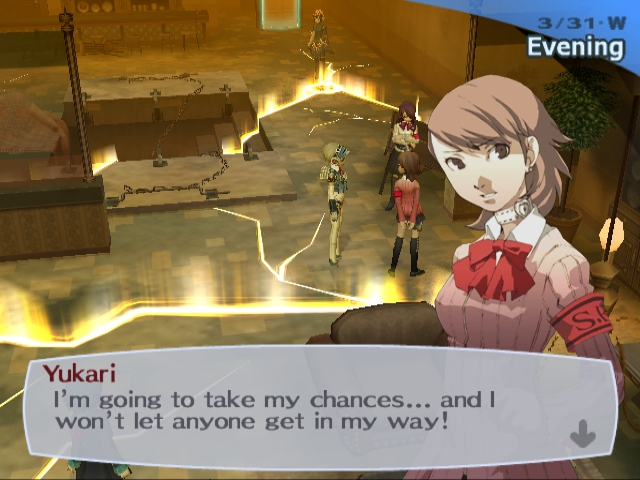 3/31·W
Evening
S.E
Yukari
I'm going to take my chances... and I
won't let anyone get in my way!